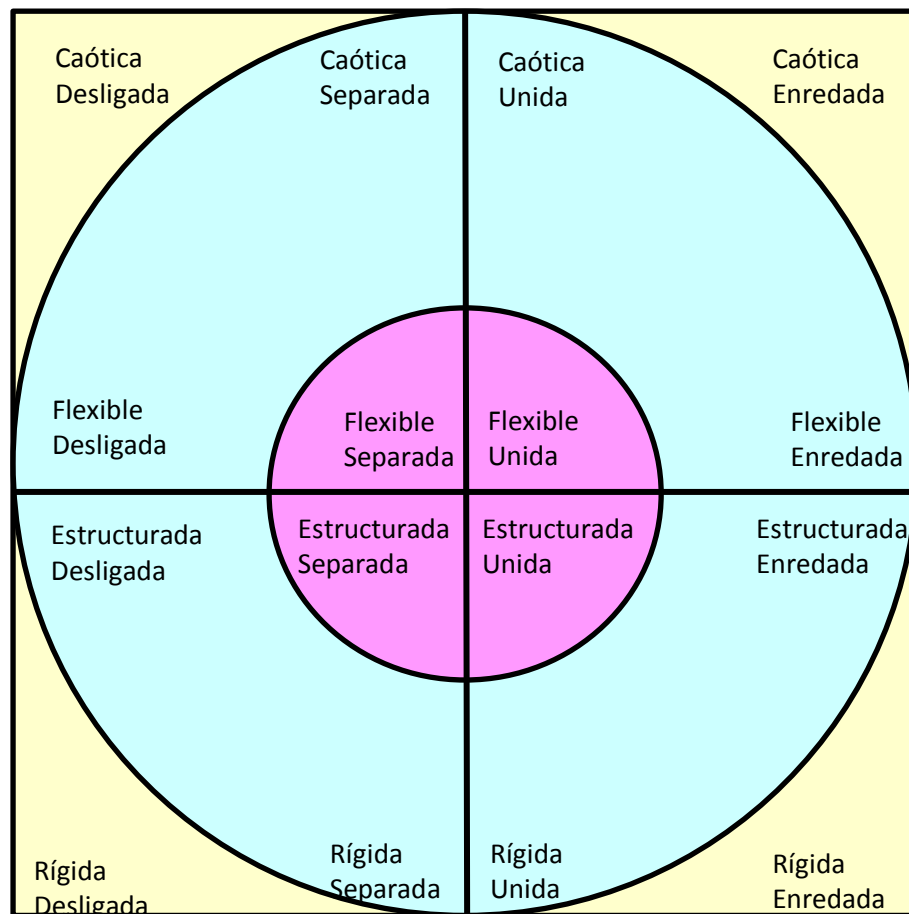 Caótica
Desligada
Caótica
Separada
Caótica
Unida
Caótica
Enredada
Flexible
Desligada
Flexible
Separada
Flexible
Unida
Flexible
Enredada
Estructurada
Desligada
Estructurada
Separada
Estructurada
Unida
Estructurada
Enredada
Rígida
Desligada
Rígida
Separada
Rígida
Unida
Rígida
Enredada